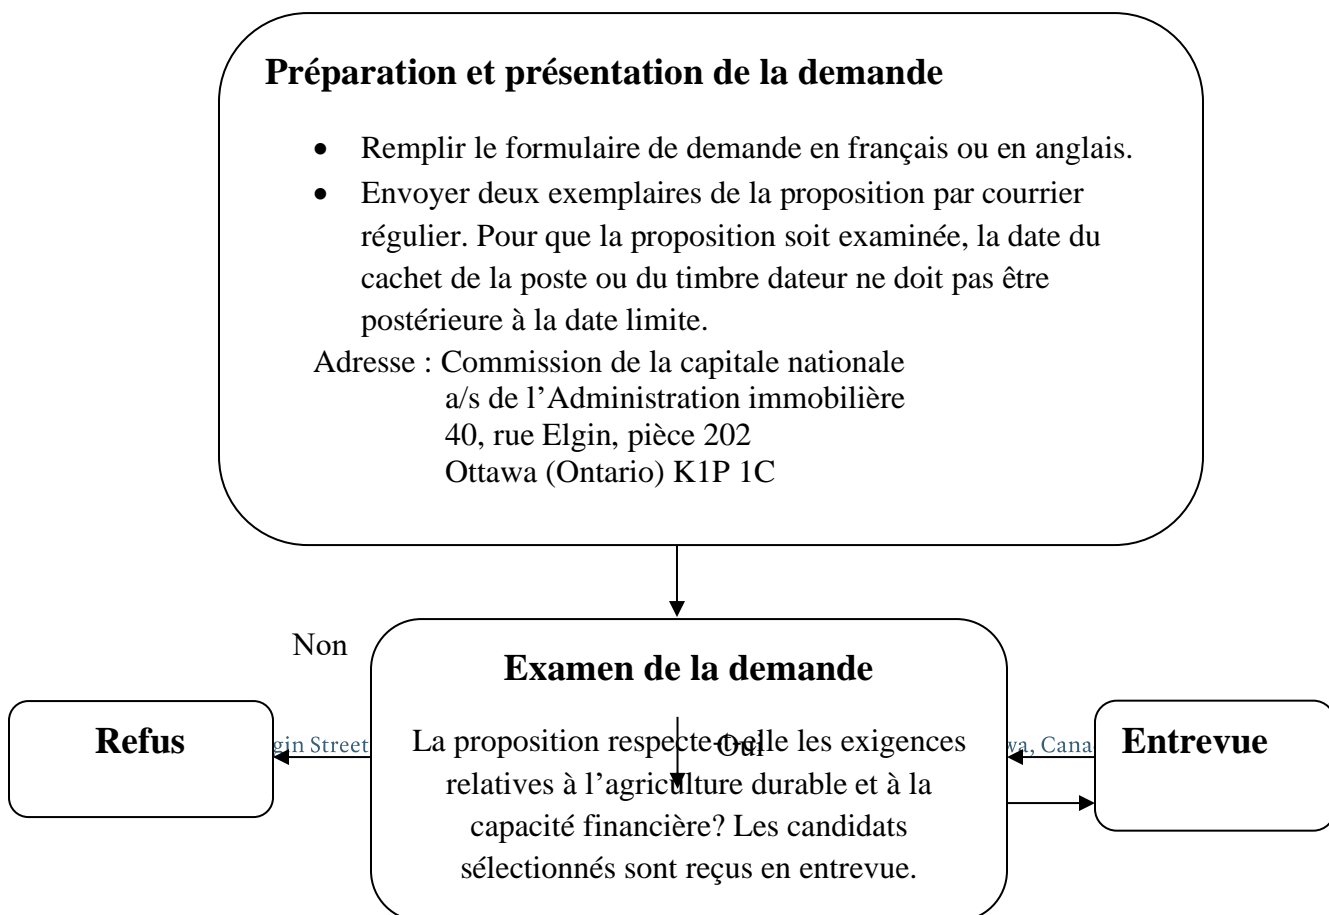 Préparation et présentation de la demande
• Remplir le formulaire de demande en français ou en anglais.
• Envoyer deux exemplaires de la proposition par courrier
régulier. Pour que la proposition soit examinée, la date du
cachet de la poste ou du timbre dateur ne doit pas être
postérieure à la date limite.
Adresse : Commission de la capitale nationale
a/s de l’Administration immobilière
40, rue Elgin, pièce 202
Ottawa (Ontario) K1P 1C
Non
Examen de la demande
Refus
gin Street
La proposition respecte-t-elle les exigences
Oui
Entrevue
relatives à l’agriculture durable et à la
capacité financière? Les candidats
sélectionnés sont reçus en entrevue.